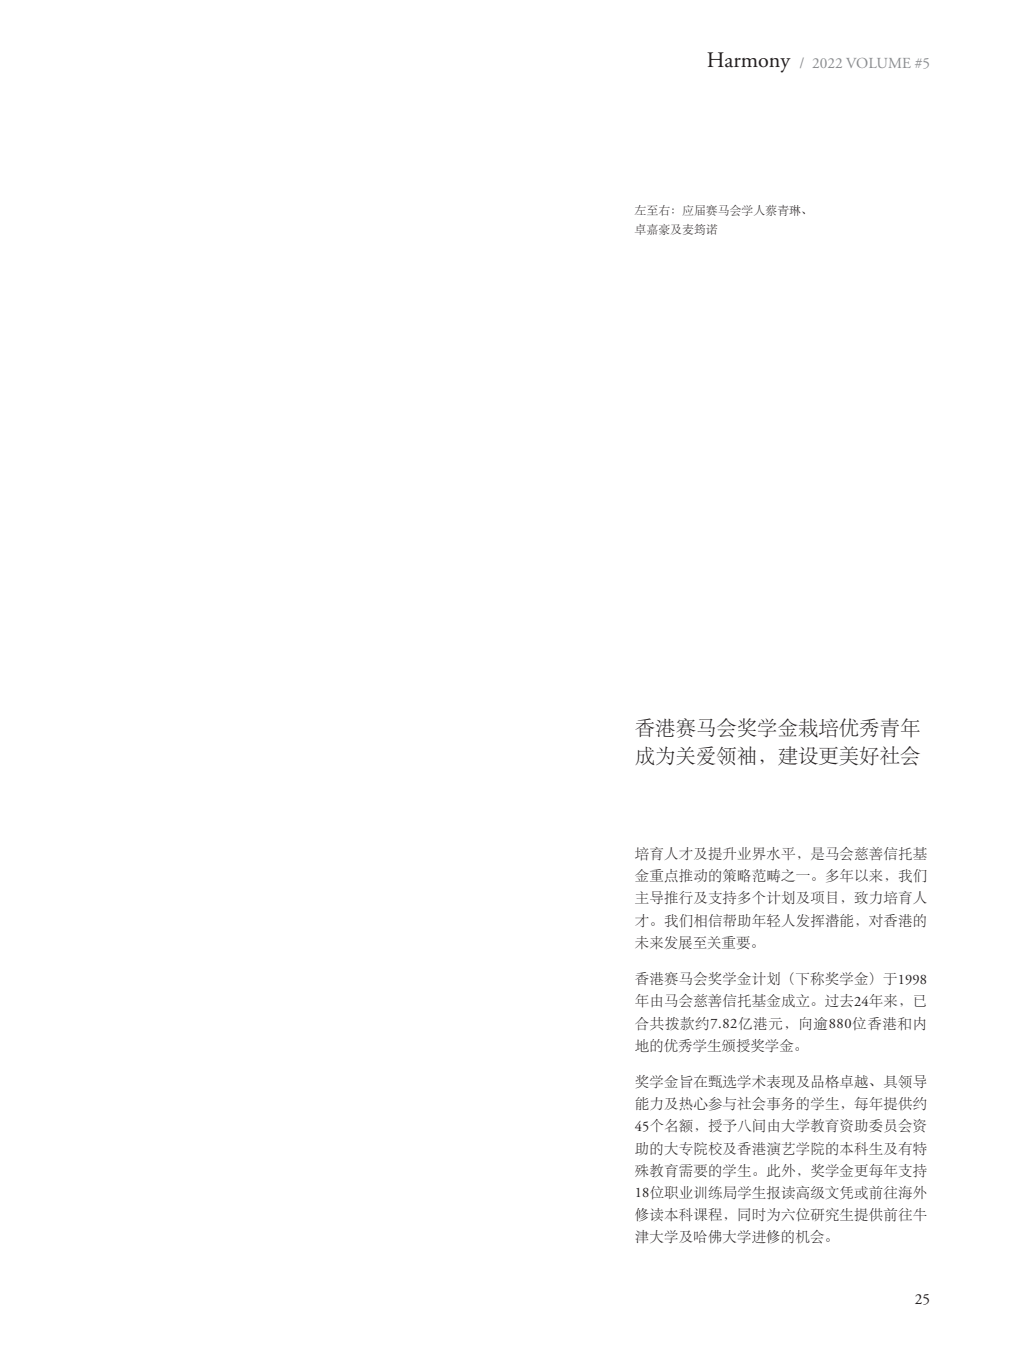 Harmony / 2022 VOLUME #5
左至右：应届赛马会学人蔡青琳、
卓嘉豪及麦筠诺
香港赛马会奖学金栽培优秀青年
成为关爱领袖，建设更美好社会
培育人才及提升业界水平，是马会慈善信托基
金重点推动的策略范畴之一。多年以来，我们
主导推行及支持多个计划及项目，致力培育人
才。我们相信帮助年轻人发挥潜能，对香港的
未来发展至关重要。
香港赛马会奖学金计划（下称奖学金）于1998
年由马会慈善信托基金成立。过去24年来，已
合共拨款约7.82亿港元，向逾880位香港和内
地的优秀学生颁授奖学金。
奖学金旨在甄选学术表现及品格卓越、具领导
能力及热心参与社会事务的学生，每年提供约
45个名额，授予八间由大学教育资助委员会资
助的大专院校及香港演艺学院的本科生及有特
殊教育需要的学生。此外，奖学金更每年支持
18位职业训练局学生报读高级文凭或前往海外
修读本科课程，同时为六位研究生提供前往牛
津大学及哈佛大学进修的机会。
25